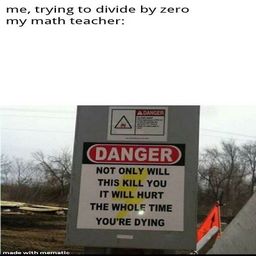 me, trying to divide by zero
my math teacher:
DANGER
DANGER
NOT ONLY WILL
THIS KILL YOU
IT WILL HURT
THE WHOLE TIME
YOU'RE DYING
made with mematic